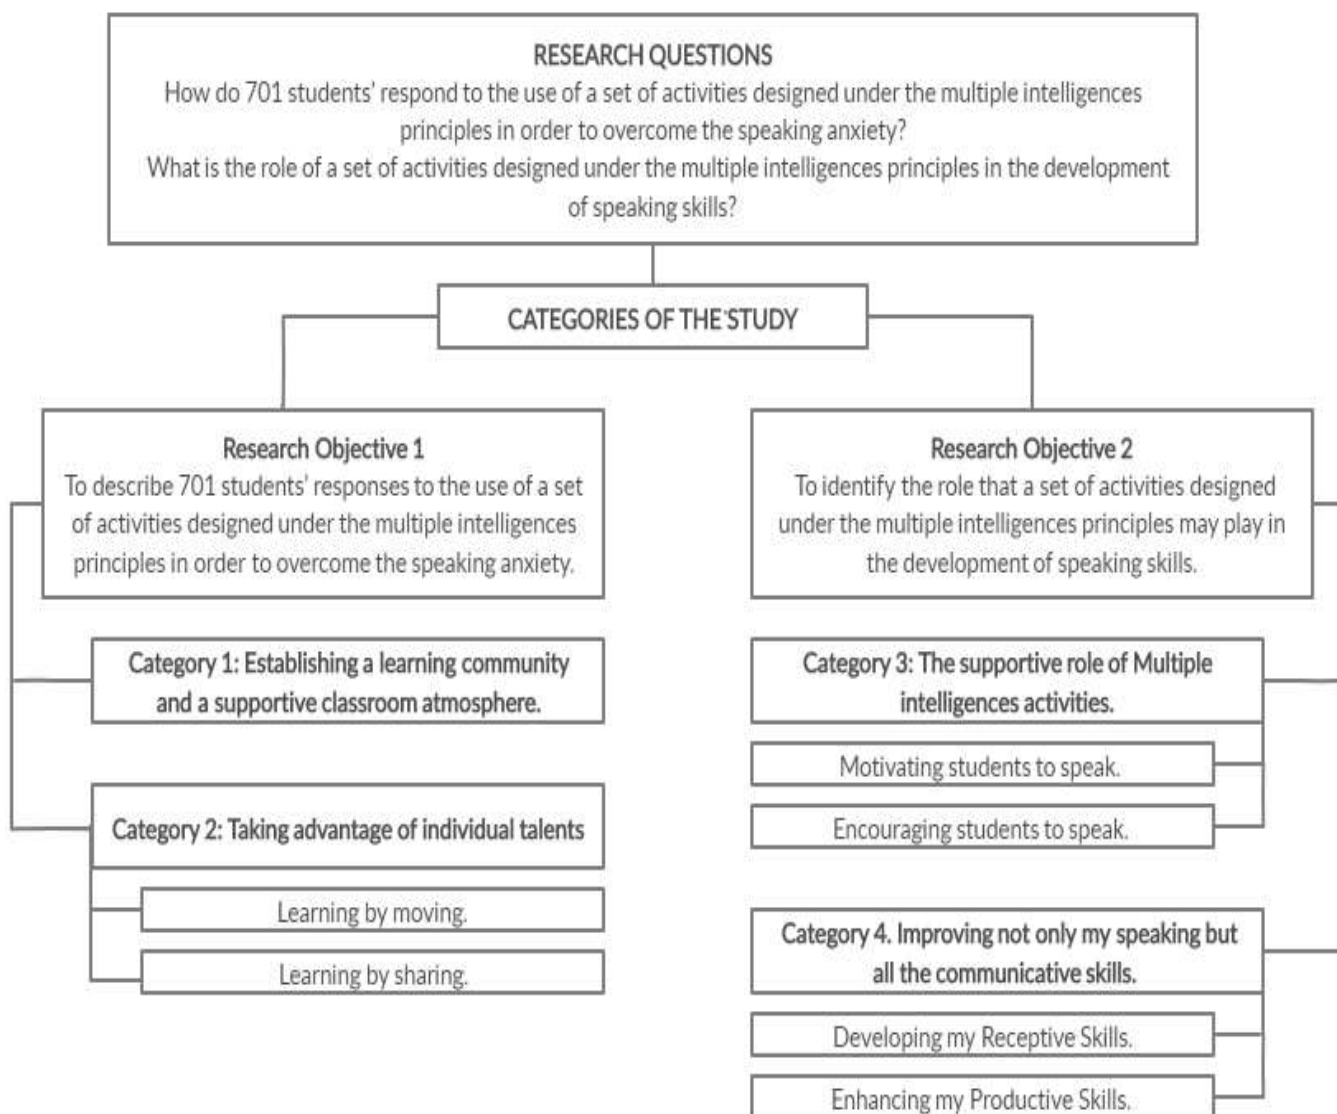 RESEARCH QUESTIONS
How do 701 students' respond to the use of a set of activities designed under the multiple intelligences
principles in order to overcome the speaking anxiety?
What is the role of a set of activities designed under the multiple intelligences principles in the development
of speaking skills?
CATEGORIES OF THE STUDY
Research Objective 1
To describe 701 students' responses to the use of a set
of activities designed under the multiple intelligences
principles in order to overcome the speaking anxiety.
Category 1: Establishing a learning community
and a supportive classroom atmosphere.
Category 2: Taking advantage of individual talents
Learning by moving.
Learning by sharing.
Research Objective 2
To identify the role that a set of activities designed
under the multiple intelligences principles may play in
the development of speaking skills.
Category 3: The supportive role of Multiple
intelligences activities.
Motivating students to speak.
Encouraging students to speak.
Category 4. Improving not only my speaking but
all the communicative skills.
Developing my Receptive Skills.
Enhancing my Productive Skills.